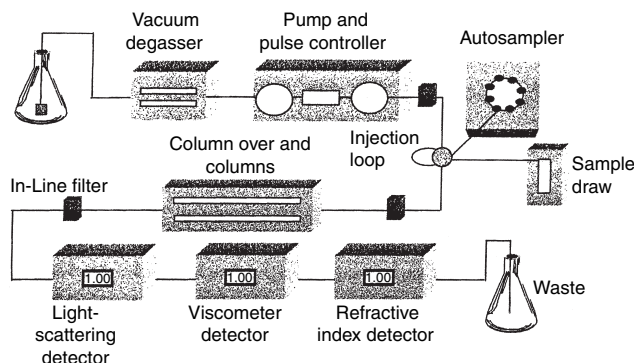 Vacuum
degasser
Pump and
pulse controller
Autosampler
Injection
loop
Sample
draw
Column over and
columns
In-Line filter
1.00
1.00
1.00
Waste
Light-
scattering
detector
Viscometer
detector
Refractive
index detector